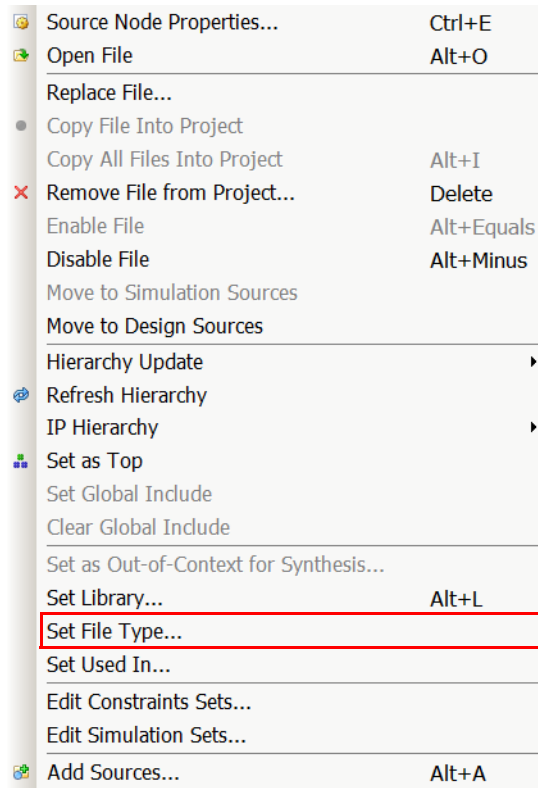 Source Node Properties... Ctrl+E
Open File Alt+O
Replace File...
Copy File Into Project
Copy All Files Into Project Alt+I
Remove File from Project... Delete
Enable File Alt+Equals
Disable File Alt+Minus
Move to Simulation Sources
Move to Design Sources
Hierarchy Update
Refresh Hierarchy
IP Hierarchy
Set as Top
Set Global Include
Clear Global Include
Set as Out-of-Context for Synthesis...
Set Library... Alt+L
Set File Type...
Set Used In...
Edit Constraints Sets...
Edit Simulation Sets...
Add Sources... Alt+A